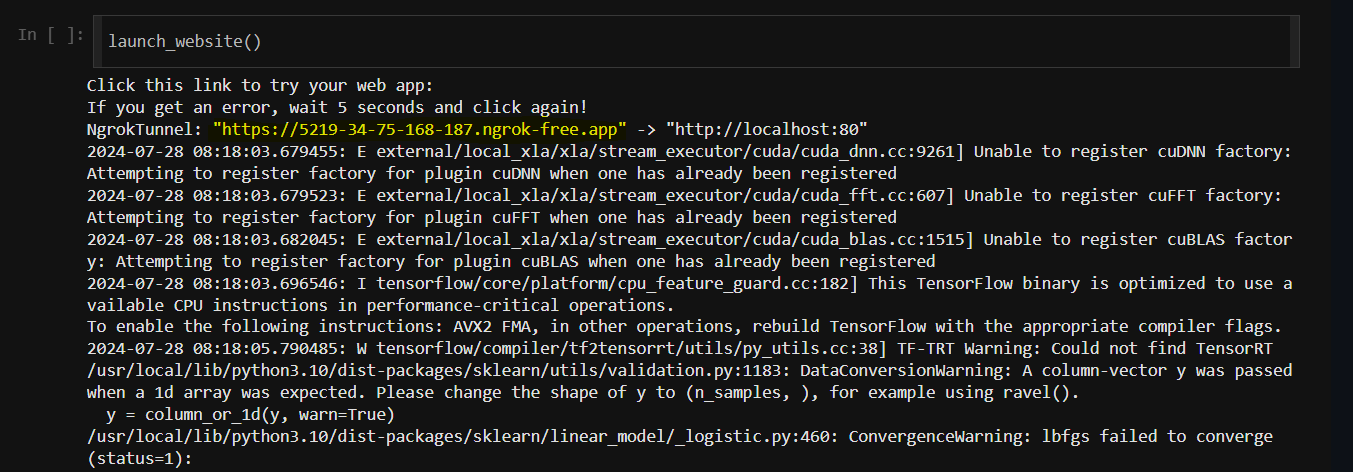 In [ ]:
launch_website()
Click this link to try your web app:
If you get an error, wait 5 seconds and click again!
NgrokTunnel: "https://5219-34-75-168-187.ngrok-free.app" -> "http://localhost:80"
2024-07-28 08:18:03.679455: E external/local_xla/xla/stream_executor/cuda/cuda_dnn.cc:9261] Unable to register cuDNN factory:
Attempting to register factory for plugin cuDNN when one has already been registered
2024-07-28 08:18:03.679523: E external/local_xla/xla/stream_executor/cuda/cuda_fft.cc:607] Unable to register cuFFT factory:
Attempting to register factory for plugin cuFFT when one has already been registered
2024-07-28 08:18:03.682045: E external/local_xla/xla/stream_executor/cuda/cuda_blas.cc:1515] Unable to register cuBLAS factor
y: Attempting to register factory for plugin cuBLAS when one has already been registered
2024-07-28 08:18:03.696546: I tensorflow/core/platform/cpu_feature_guard.cc:182] This TensorFlow binary is optimized to use a
vailable CPU instructions in performance-critical operations.
To enable the following instructions: AVX2 FMA, in other operations, rebuild TensorFlow with the appropriate compiler flags.
2024-07-28 08:18:05.790485: W tensorflow/compiler/tf2tensorrt/utils/py_utils.cc:38] TF-TRT Warning: Could not find TensorRT
/usr/local/lib/python3.10/dist-packages/sklearn/utils/validation.py:1183: DataConversionWarning: A column-vector y was passed
when a 1d array was expected. Please change the shape of y to (n_samples, ), for example using ravel().
  y = column_or_1d(y, warn=True)
/usr/local/lib/python3.10/dist-packages/sklearn/linear_model/_logistic.py:460: ConvergenceWarning: lbfgs failed to converge
(status=1):